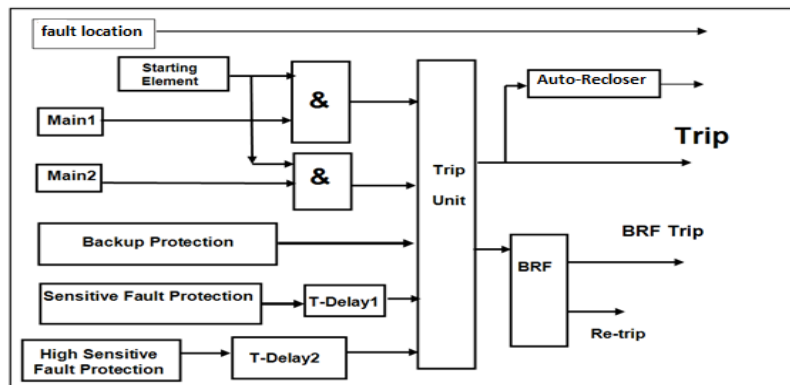 fault location
Starting
Element
Auto-Recloser
&
Main1
Trip
Main2
&
Trip
Unit
Backup Protection
BRF Trip
BRF
Sensitive Fault Protection
T-Delay1
Re-trip
High Sensitive
Fault Protection
T-Delay2